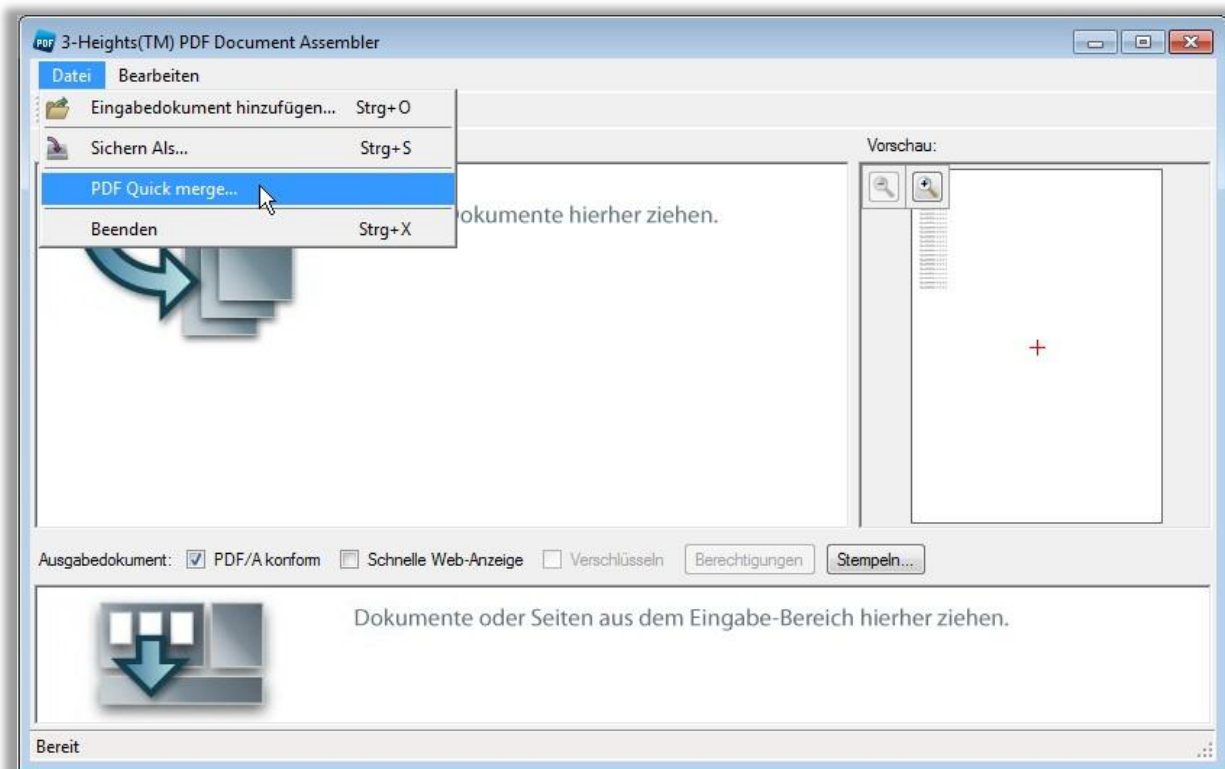 PDF 3-Heights(TM) PDF Document Assembler
Datei Bearbeiten
Eingabedokument hinzufügen... Strg+O
Sichern Als... Strg+S
PDF Quick merge...
Beenden Strg+X
Vorschau:
okumente hierher ziehen.
Ausgabedokument: PDF/A konform Schnelle Web-Anzeige Verschlüsseln Berechtigungen Stempeln...
Dokumente oder Seiten aus dem Eingabe-Bereich hierher ziehen.
Bereit